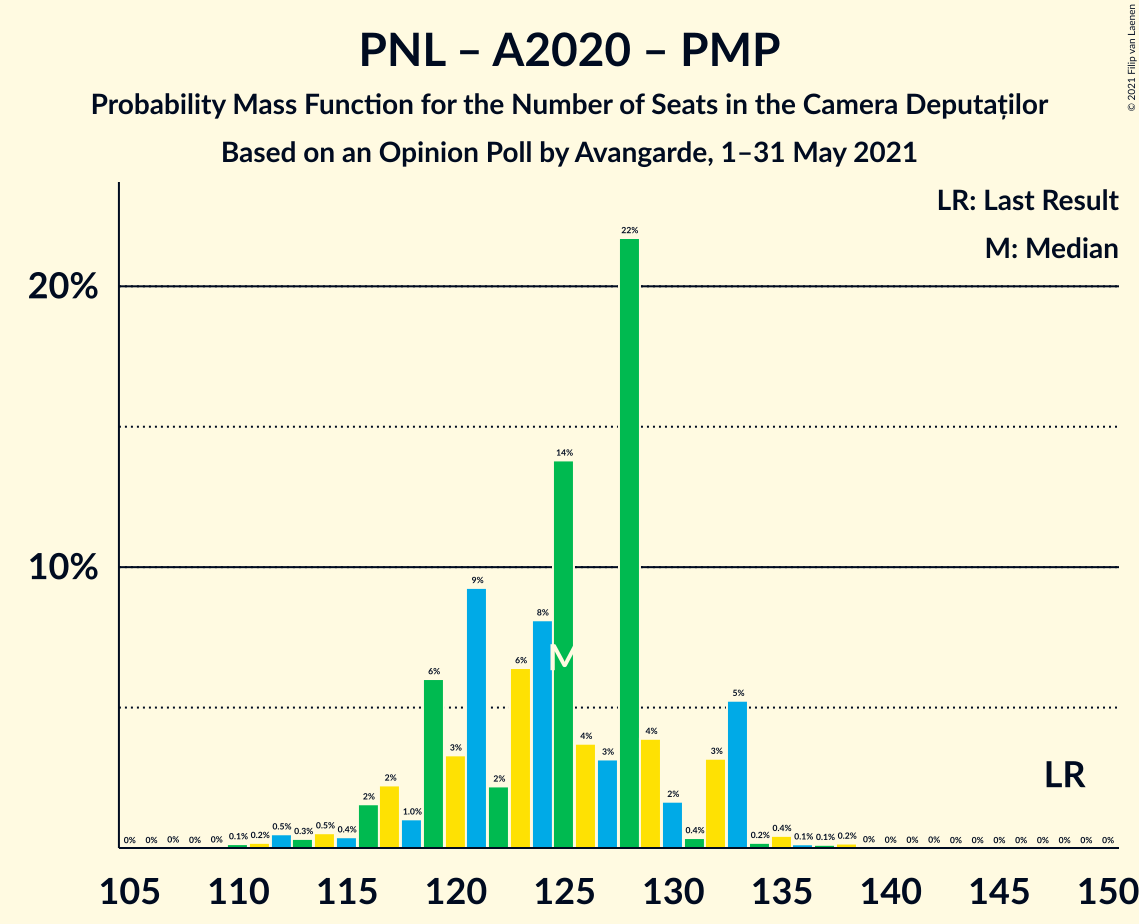 PNL – A2020 – PMP
Probability Mass Function for the Number of Seats in the Camera Deputaților
Based on an Opinion Poll by Avangarde, 1–31 May 2021
© 2021 Filip van Laenen
LR: Last Result
M: Median
20%
10%
0% 0% 0% 0% 0% 0.1% 0.2% 0.5% 0.3% 0.5% 0.4% 2% 2% 1.0% 6% 3% 9% 2% 6% 8% 14% 4% 3% 22% 4% 2% 0.4% 3% 5% 0.2% 0.4% 0.1% 0.1% 0.2% 0% 0% 0% 0% 0% 0% 0% 0% 0% 0% 0% 0%
M
LR
105 110 115 120 125 130 135 140 145 150